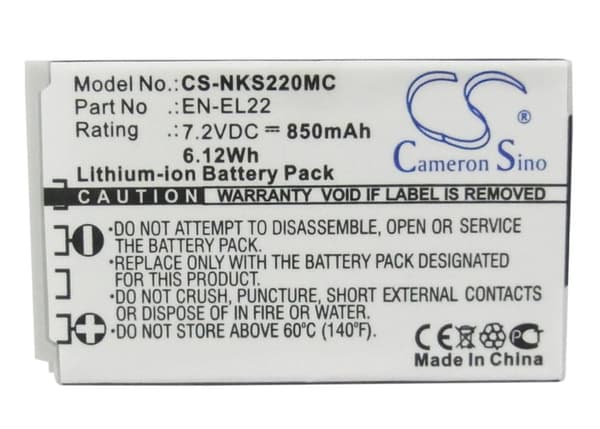 Model No.: CS-NKS220MC
Part No : EN-EL22
Rating : 7.2VDC ⎓ 850mAh
6.12Wh
Lithium-ion Battery Pack
CS
®
Cameron Sino
CAUTION WARRANTY VOID IF LABEL IS REMOVED
•DO NOT ATTEMPT TO DISASSEMBLE, OPEN OR SERVICE
THE BATTERY PACK.
•REPLACE ONLY WITH THE BATTERY PACK DESIGNATED
FOR THIS PRODUCT.
•DO NOT CRUSH, PUNCTURE, SHORT EXTERNAL CONTACTS
OR DISPOSE OF IN FIRE OR WATER.
•DO NOT STORE ABOVE 60°C (140°F).
CE
Made In China